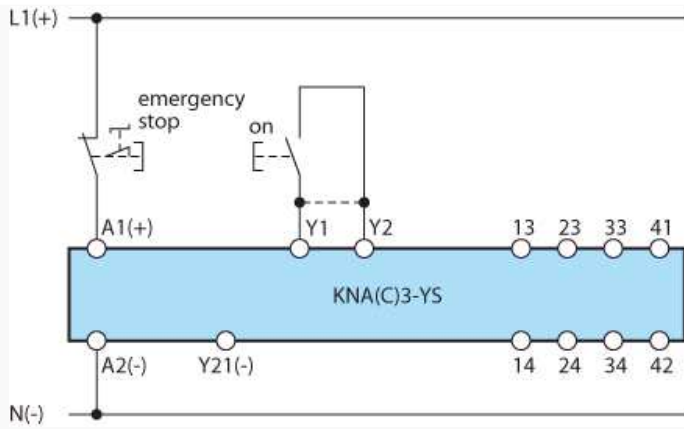 L1(+)
emergency
stop
on
A1(+)
Y1
Y2
13
23
33
41
KNA(C)3-YS
A2(-)
Y21(-)
14
24
34
42
N(-)